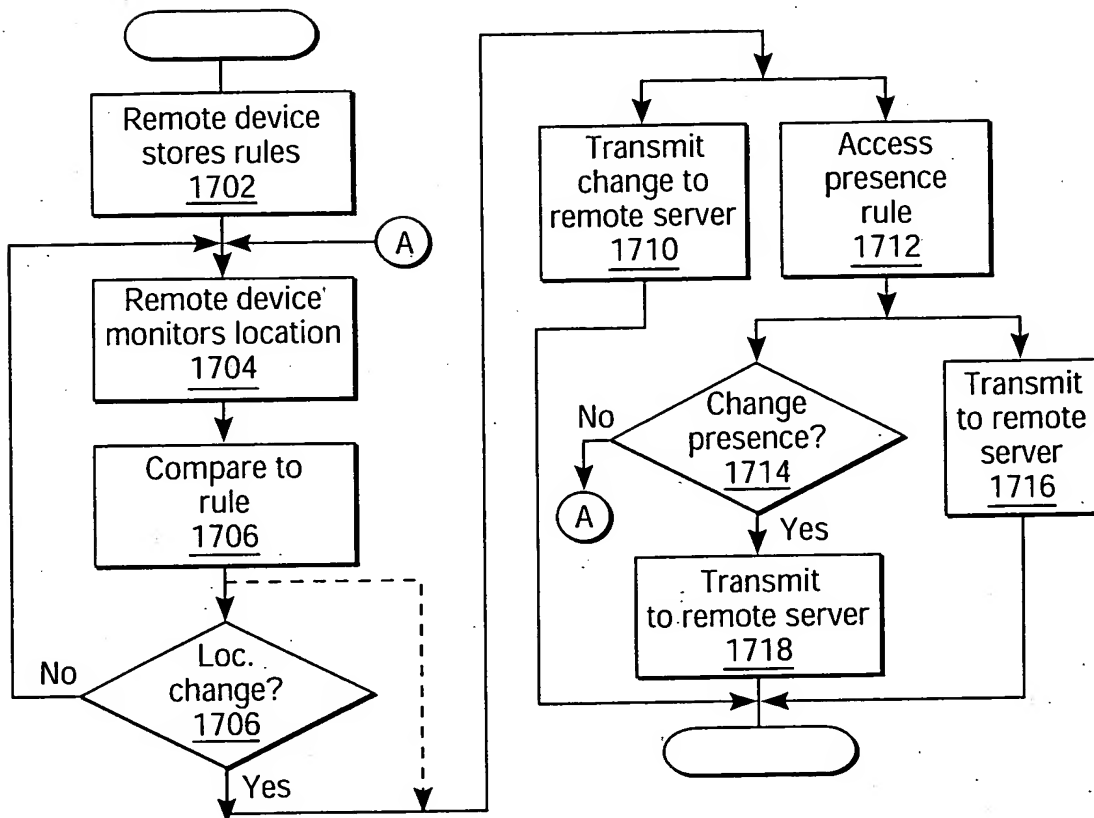 Remote device
stores rules
1702
A
Remote device
monitors location
1704
Compare to
rule
1706
No
Loc.
change?
1706
Yes
Transmit
change to
remote server
1710
Access
presence
rule
1712
No
Change
presence?
1714
A
Yes
Transmit
to remote
server
1716
Transmit
to remote server
1718